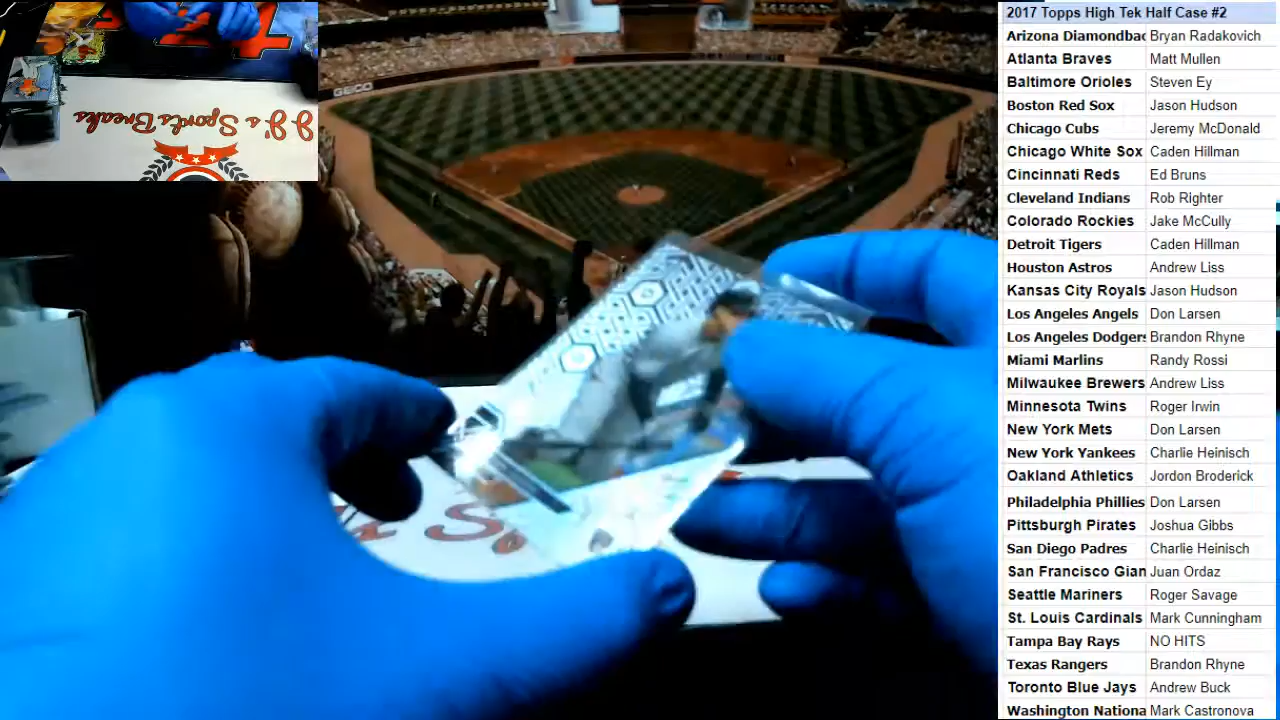 2017 Topps High Tek Half Case #2
Arizona Diamondbac Bryan Radakovich
Atlanta Braves Matt Mullen
Baltimore Orioles Steven Ey
Boston Red Sox Jason Hudson
Chicago Cubs Jeremy McDonald
Chicago White Sox Caden Hillman
Cincinnati Reds Ed Bruns
Cleveland Indians Rob Righter
Colorado Rockies Jake McCully
Detroit Tigers Caden Hillman
Houston Astros Andrew Liss
Kansas City Royals Jason Hudson
Los Angeles Angels Don Larsen
Los Angeles Dodgers Brandon Rhyne
Miami Marlins Randy Rossi
Milwaukee Brewers Andrew Liss
Minnesota Twins Roger Irwin
New York Mets Don Larsen
New York Yankees Charlie Heinisch
Oakland Athletics Jordon Broderick
Philadelphia Phillies Don Larsen
Pittsburgh Pirates Joshua Gibbs
San Diego Padres Charlie Heinisch
San Francisco Gian Juan Ordaz
Seattle Mariners Roger Savage
St. Louis Cardinals Mark Cunningham
Tampa Bay Rays NO HITS
Texas Rangers Brandon Rhyne
Toronto Blue Jays Andrew Buck
Washington Nationa Mark Castronova
J J's Sports Breaks
GEICO